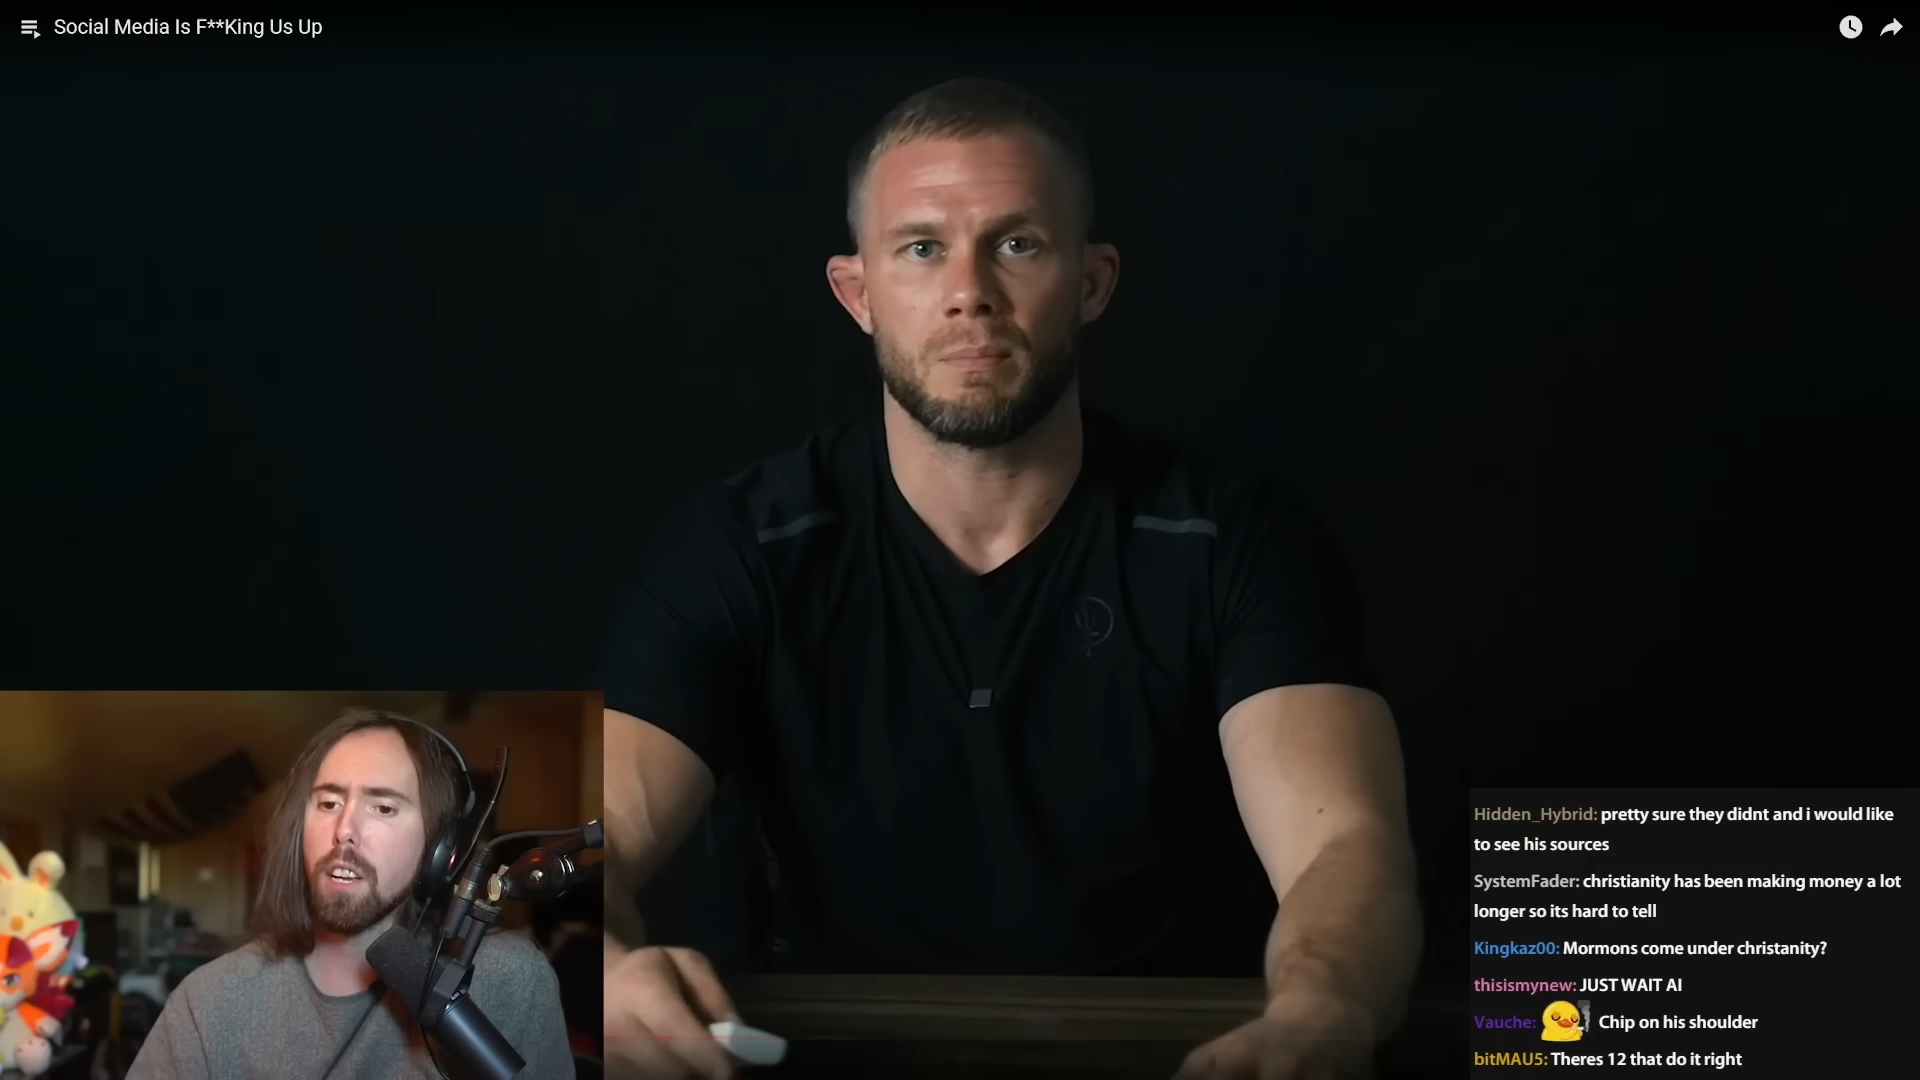 Social Media Is F**King Us Up
Hidden_Hybrid: pretty sure they didnt and i would like
to see his sources
SystemFader: christianity has been making money a lot
longer so its hard to tell
Kingkaz00: Mormons come under christanity?
thisismynew: JUST WAIT AI
Vauche: Chip on his shoulder
bitMAU5: Theres 12 that do it right